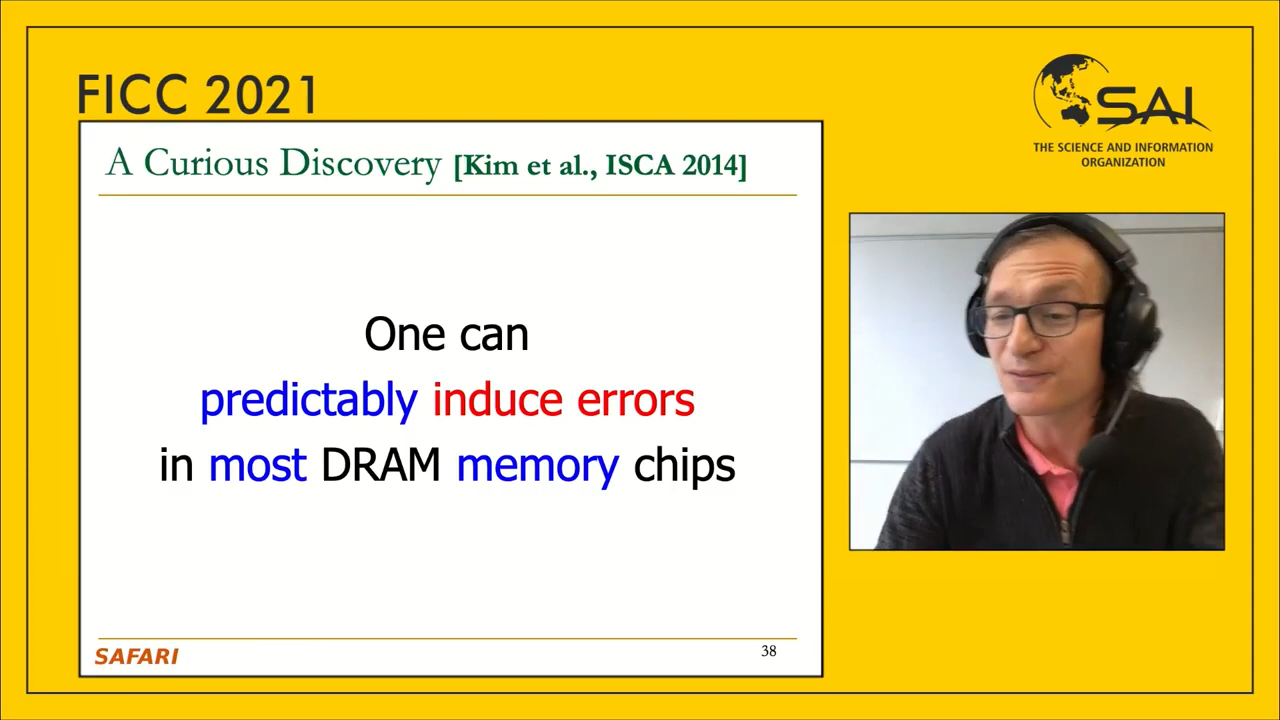 FICC 2021
SAI
THE SCIENCE AND INFORMATION
ORGANIZATION
A Curious Discovery [Kim et al., ISCA 2014]
One can
predictably induce errors
in most DRAM memory chips
SAFARI
38